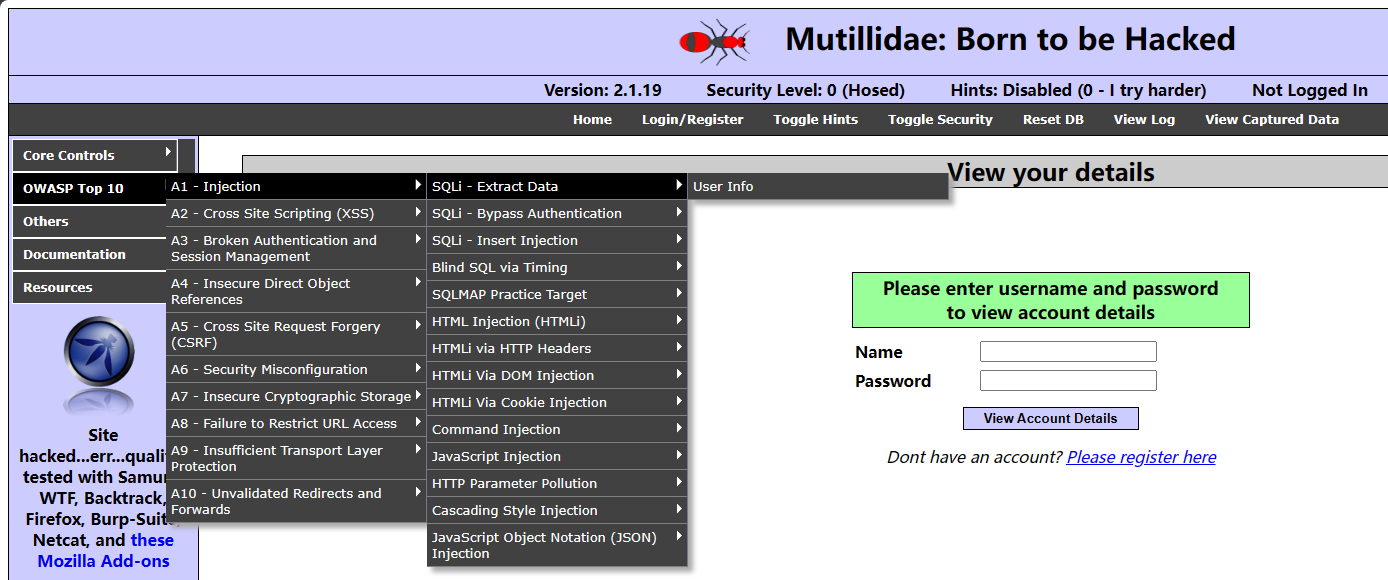 Mutillidae: Born to be Hacked
Version: 2.1.19 Security Level: 0 (Hosed) Hints: Disabled (0 - I try harder) Not Logged In
Home Login/Register Toggle Hints Toggle Security Reset DB View Log View Captured Data
Core Controls
OWASP Top 10
Others
Documentation
Resources
Site
hacked...err...quali
tested with Samur
WTF, Backtrack,
Firefox, Burp-Suite,
Netcat, and these
Mozilla Add-ons
A1 - Injection
A2 - Cross Site Scripting (XSS)
A3 - Broken Authentication and
Session Management
A4 - Insecure Direct Object
References
A5 - Cross Site Request Forgery
(CSRF)
A6 - Security Misconfiguration
A7 - Insecure Cryptographic Storage
A8 - Failure to Restrict URL Access
A9 - Insufficient Transport Layer
Protection
A10 - Unvalidated Redirects and
Forwards
SQLi - Extract Data
SQLi - Bypass Authentication
SQLi - Insert Injection
Blind SQL via Timing
SQLMAP Practice Target
HTML Injection (HTMLi)
HTMLi via HTTP Headers
HTMLi Via DOM Injection
HTMLi Via Cookie Injection
Command Injection
JavaScript Injection
HTTP Parameter Pollution
Cascading Style Injection
JavaScript Object Notation (JSON)
Injection
User Info
View your details
Please enter username and password
to view account details
Name
Password
View Account Details
Dont have an account? Please register here